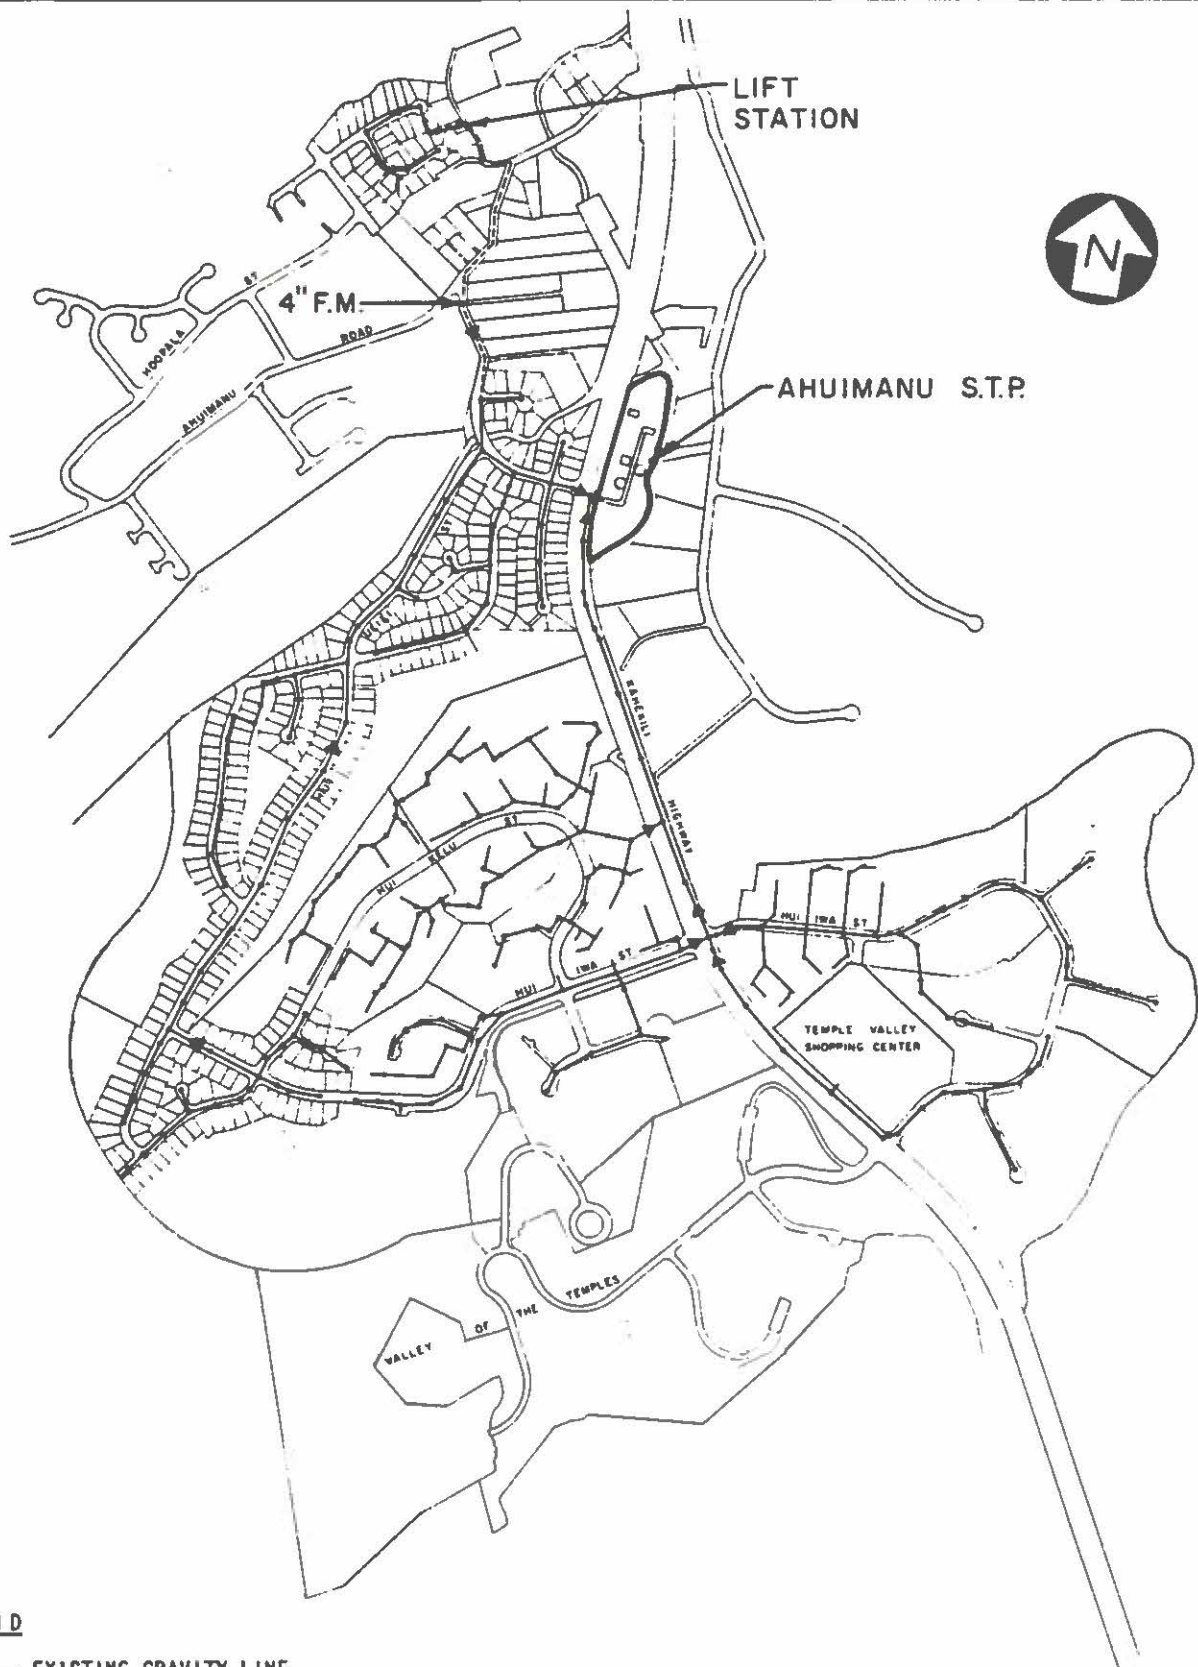 LIFT
STATION
N
4" F.M.
HOOPALA ST
AHUIMANU ROAD
AHUIMANU S.T.P.
KAHEKILI HIGHWAY
HUI KELU ST
HUI IWA ST
HUI IWA ST
TEMPLE VALLEY
SHOPPING CENTER
VALLEY OF THE TEMPLES
EXISTING GRAVITY LINE